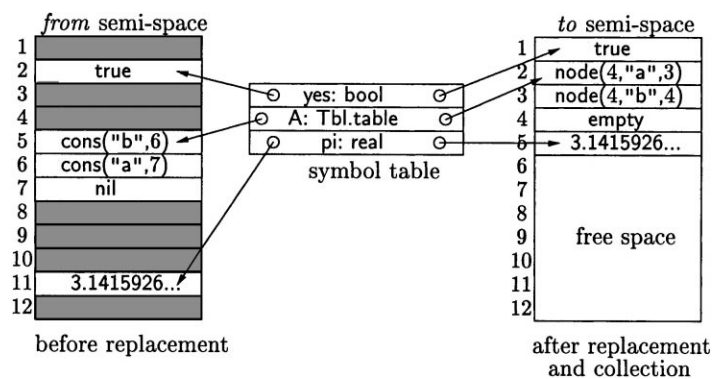 from semi-space
1
2 true
3
4
5 cons("b",6)
6 cons("a",7)
7 nil
8
9
10
11 3.1415926...
12
before replacement
yes: bool
A: Tbl.table
pi: real
symbol table
to semi-space
1 true
2 node(4,"a",3)
3 node(4,"b",4)
4 empty
5 3.1415926...
6
7
8
9 free space
10
11
12
after replacement
and collection